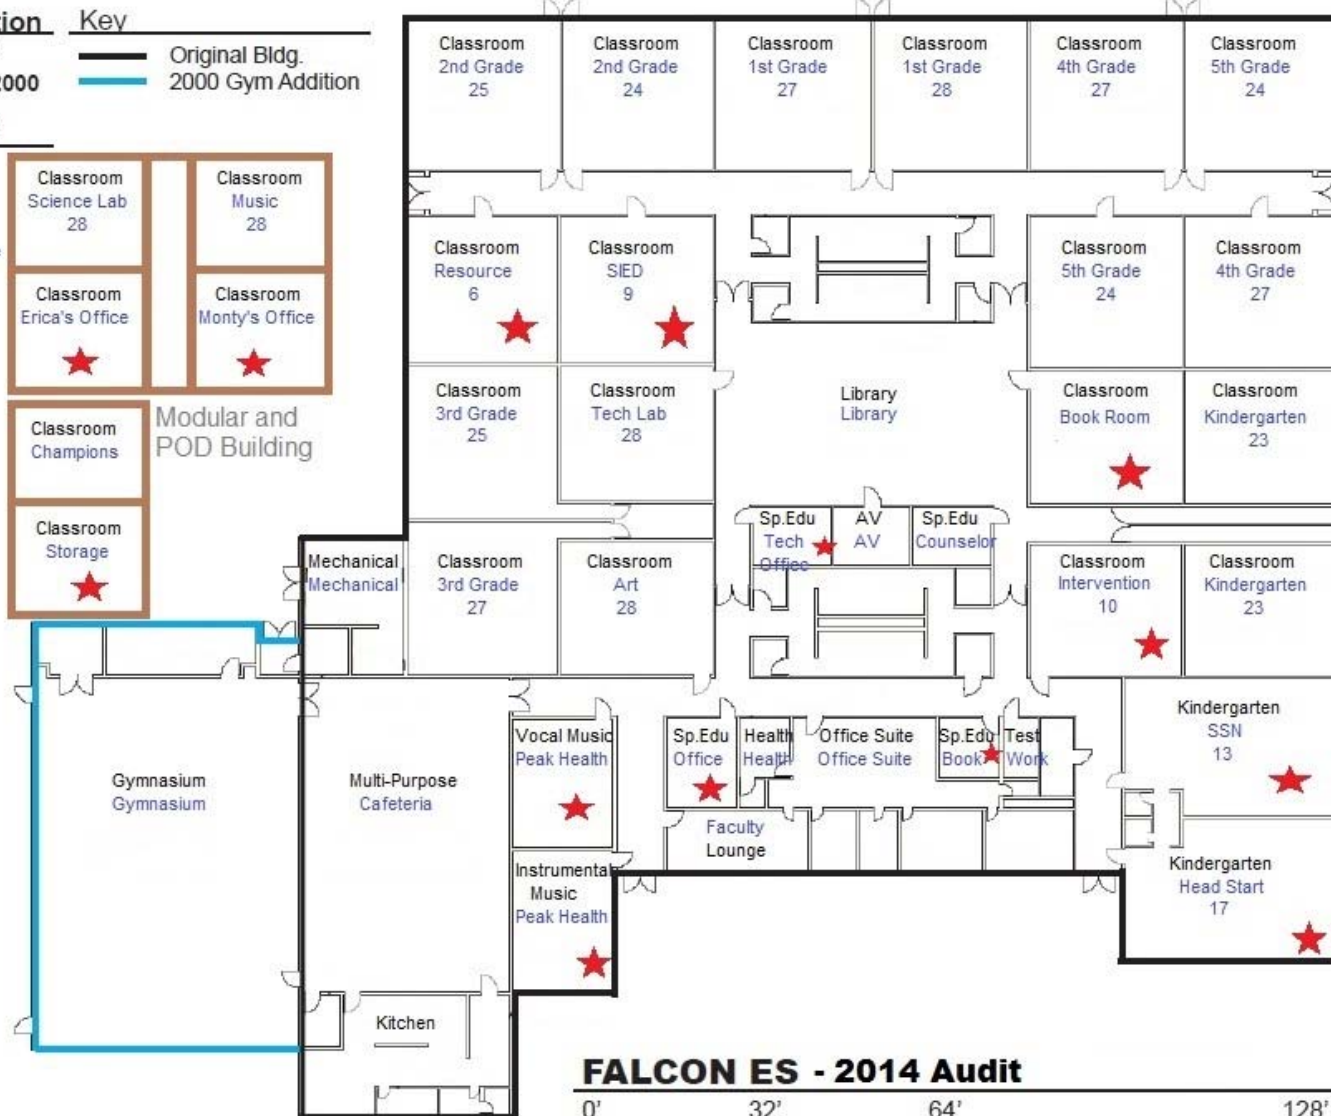 tion
Key
Original Bldg.
2000
2000 Gym Addition
Classroom
2nd Grade
25
Classroom
2nd Grade
24
Classroom
1st Grade
27
Classroom
1st Grade
28
Classroom
4th Grade
27
Classroom
5th Grade
24
Classroom
Science Lab
28
Classroom
Music
28
Classroom
Erica's Office
Classroom
Monty's Office
Classroom
Champions
Modular and
POD Building
Classroom
Storage
Classroom
Resource
6
Classroom
SIED
9
Classroom
5th Grade
24
Classroom
4th Grade
27
Classroom
3rd Grade
25
Classroom
Tech Lab
28
Library
Library
Classroom
Book Room
Classroom
Kindergarten
23
Sp.Edu
Tech
Office
AV
AV
Sp.Edu
Counselor
Mechanical
Mechanical
Classroom
3rd Grade
27
Classroom
Art
28
Classroom
Intervention
10
Classroom
Kindergarten
23
Gymnasium
Gymnasium
Multi-Purpose
Cafeteria
Vocal Music
Peak Health
Sp.Edu
Office
Health
Health
Office Suite
Office Suite
Sp.Edu
Book
Test
Work
Kindergarten
SSN
13
Faculty
Lounge
Instrumental
Music
Peak Health
Kindergarten
Head Start
17
Kitchen
FALCON ES - 2014 Audit
0' 32' 64' 128'